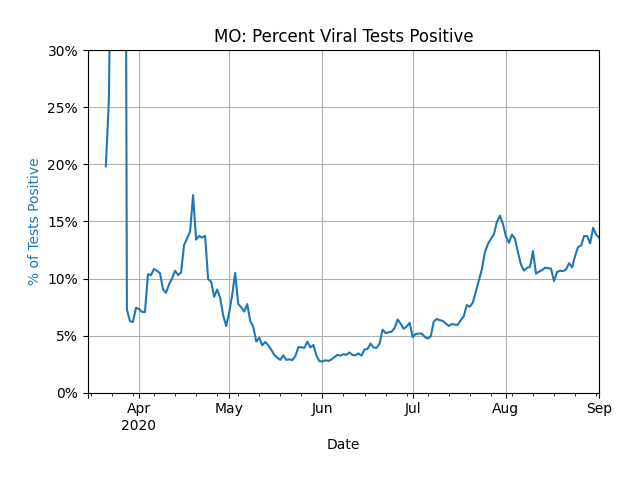 MO: Percent Viral Tests Positive
30%
25%
20%
15%
10%
5%
0%
% of Tests Positive
Apr May Jun Jul Aug Sep
2020
Date